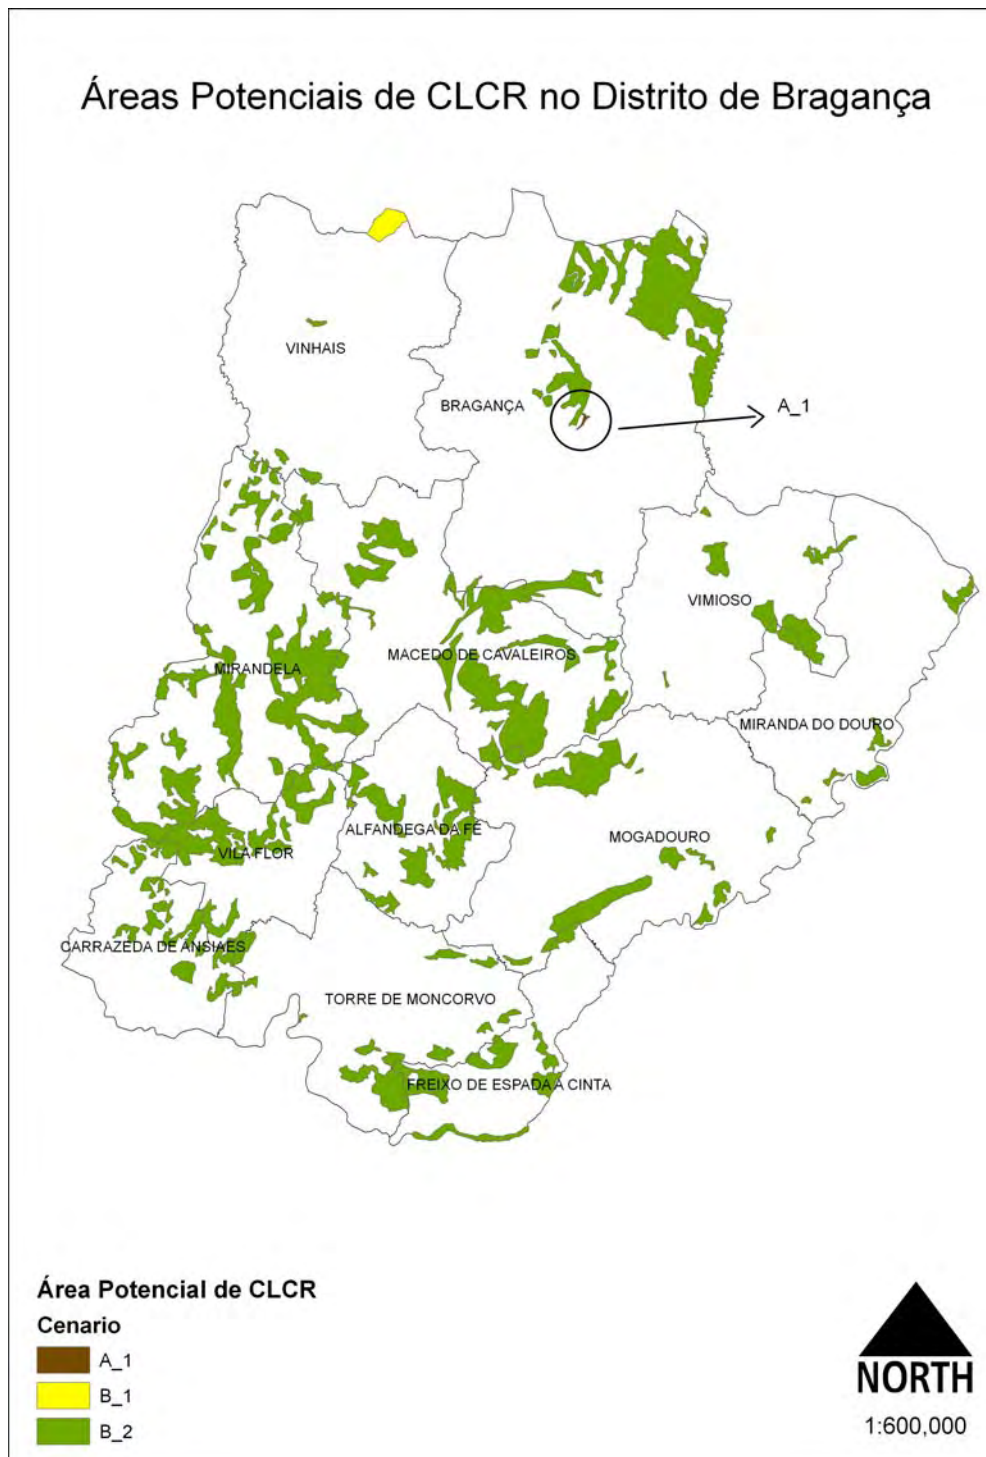 Áreas Potenciais de CLCR no Distrito de Bragança
VINHAIS
BRAGANÇA
A_1
VIMIOSO
MACEDO DE CAVALEIROS
MIRANDELA
MIRANDA DO DOURO
ALFANDEGA DA FÉ
MOGADOURO
VILA FLOR
CARRAZEDA DE ANSIAES
TORRE DE MONCORVO
FREIXO DE ESPADA A CINTA
Área Potencial de CLCR
Cenario
A_1
B_1
B_2
NORTH
1:600,000